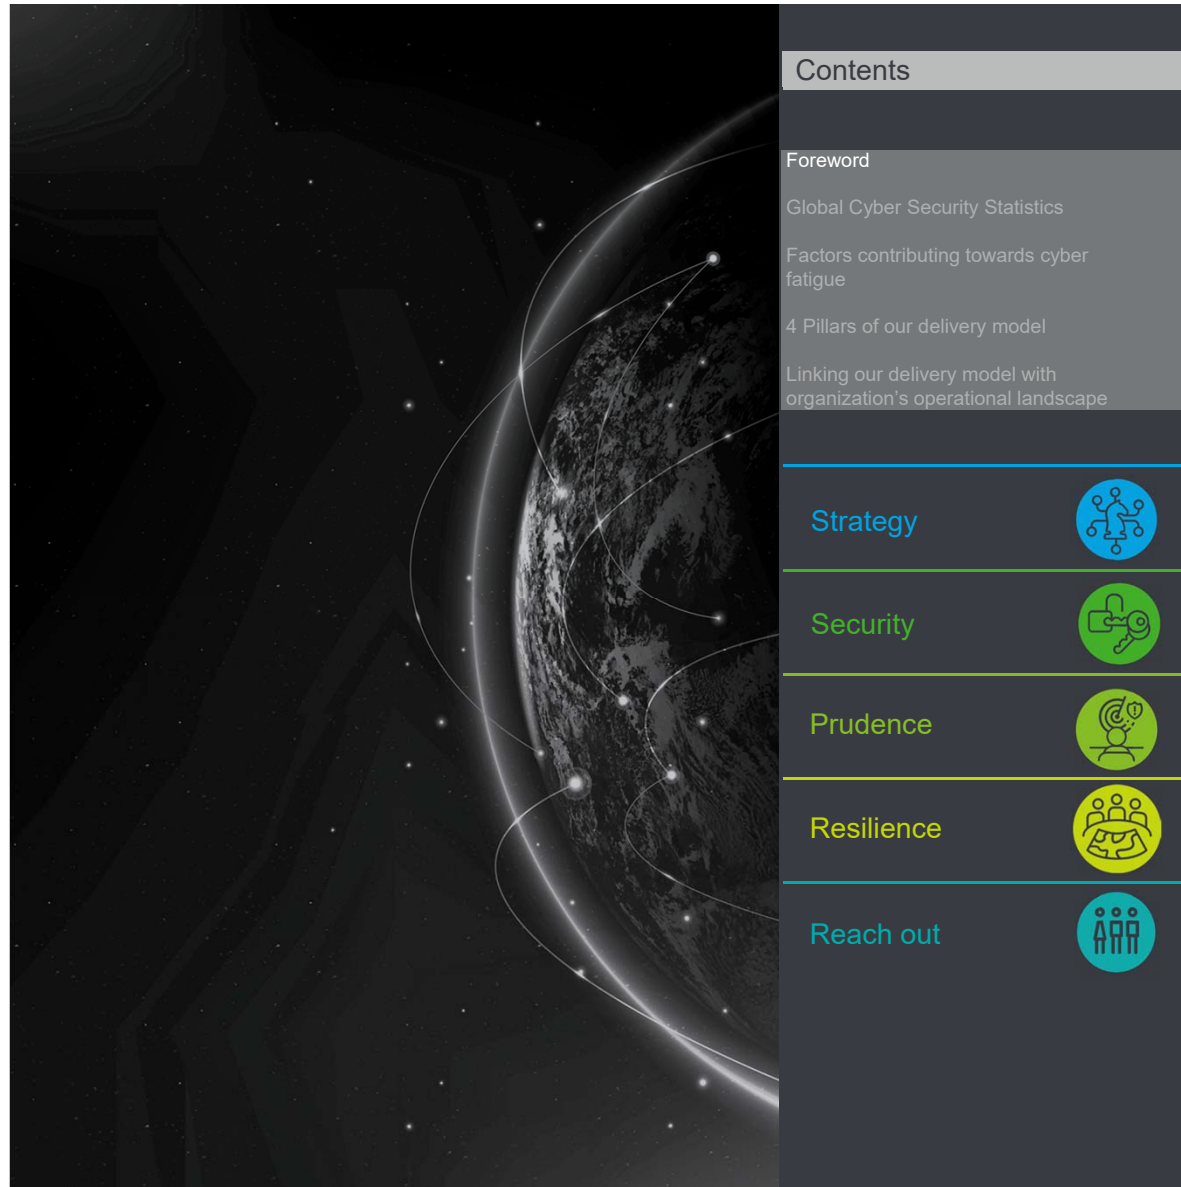 Contents
Foreword
Global Cyber Security Statistics
Factors contributing towards cyber
fatigue
4 Pillars of our delivery model
Linking our delivery model with
organization’s operational landscape
Strategy
Security
Prudence
Resilience
Reach out